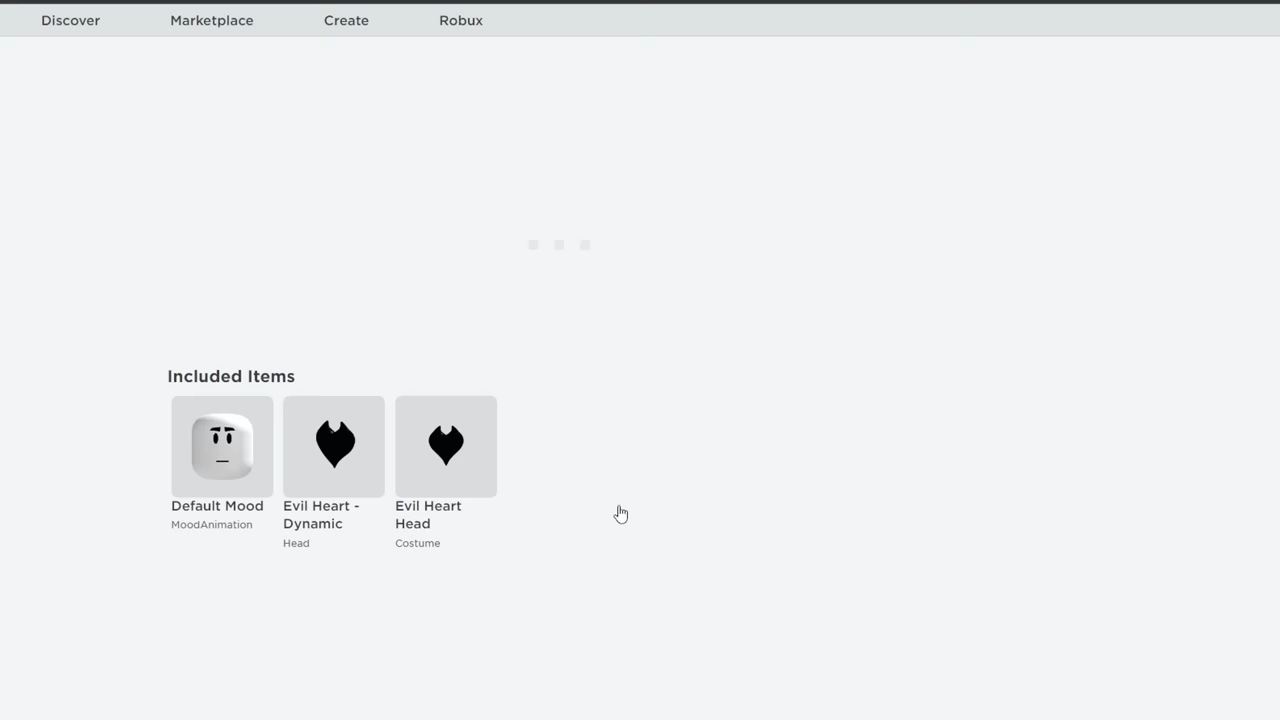 Discover Marketplace Create Robux
Included Items
Default Mood
MoodAnimation
Evil Heart -
Dynamic
Head
Evil Heart
Head
Costume